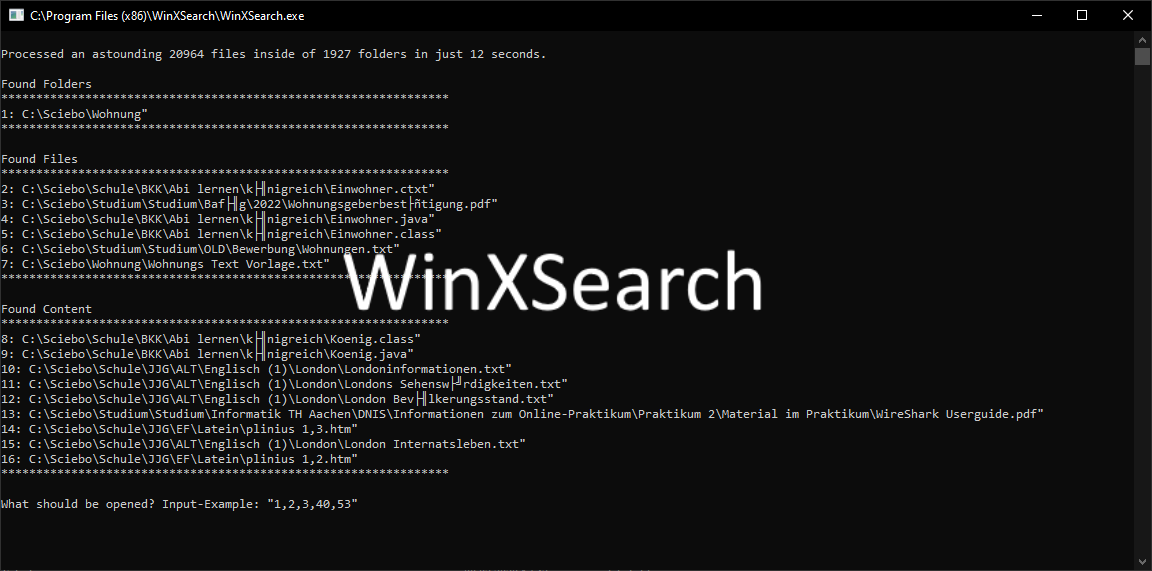 C:\Program Files (x86)\WinXSearch\WinXSearch.exe
Processed an astounding 20964 files inside of 1927 folders in just 12 seconds.
Found Folders
****************************************************************
1: C:\Sciebo\Wohnung"
****************************************************************
Found Files
****************************************************************
2: C:\Sciebo\Schule\BKK\Abi lernen\k├╢nigreich\Einwohner.ctxt"
3: C:\Sciebo\Studium\Studium\Baf├╢g\2022\Wohnungsgeberbest├ñtigung.pdf"
4: C:\Sciebo\Schule\BKK\Abi lernen\k├╢nigreich\Einwohner.java"
5: C:\Sciebo\Schule\BKK\Abi lernen\k├╢nigreich\Einwohner.class"
6: C:\Sciebo\Studium\Studium\OLD\Bewerbung\Wohnungen.txt"
7: C:\Sciebo\Wohnung\Wohnungs Text Vorlage.txt"
****************************************************************
WinXSearch
Found Content
****************************************************************
8: C:\Sciebo\Schule\BKK\Abi lernen\k├╢nigreich\Koenig.class"
9: C:\Sciebo\Schule\BKK\Abi lernen\k├╢nigreich\Koenig.java"
10: C:\Sciebo\Schule\JJG\ALT\Englisch (1)\London\Londoninformationen.txt"
11: C:\Sciebo\Schule\JJG\ALT\Englisch (1)\London\Londons Sehensw├╝rdigkeiten.txt"
12: C:\Sciebo\Schule\JJG\ALT\Englisch (1)\London\London Bev├╢lkerungsstand.txt"
13: C:\Sciebo\Studium\Studium\Informatik TH Aachen\DNIS\Informationen zum Online-Praktikum\Praktikum 2\Material im Praktikum\WireShark Userguide.pdf"
14: C:\Sciebo\Schule\JJG\EF\Latein\plinius 1,3.htm"
15: C:\Sciebo\Schule\JJG\ALT\Englisch (1)\London\London Internatsleben.txt"
16: C:\Sciebo\Schule\JJG\EF\Latein\plinius 1,2.htm"
****************************************************************
What should be opened? Input-Example: "1,2,3,40,53"